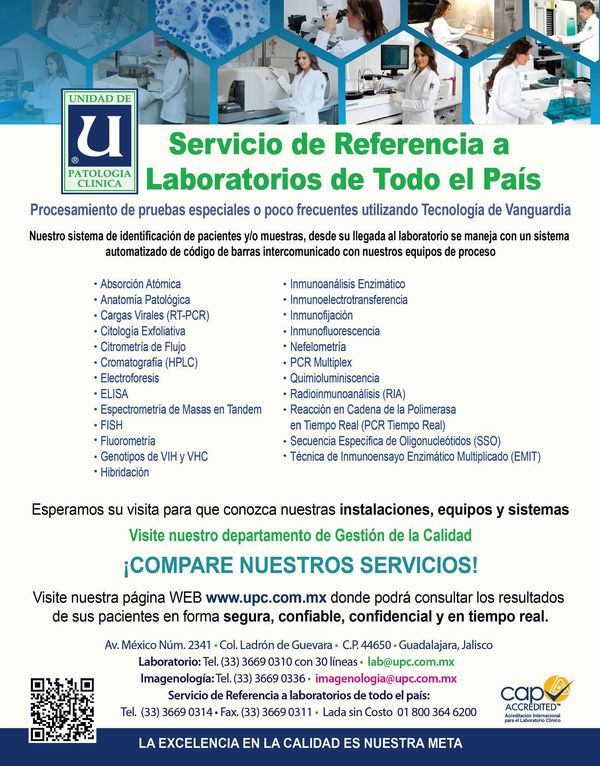 UNIDAD DE
U
®
PATOLOGIA
CLINICA
Servicio de Referencia a
Laboratorios de Todo el País
Procesamiento de pruebas especiales o poco frecuentes utilizando Tecnología de Vanguardia
Nuestro sistema de identificación de pacientes y/o muestras, desde su llegada al laboratorio se maneja con un sistema
automatizado de código de barras intercomunicado con nuestros equipos de proceso
• Absorción Atómica
• Anatomía Patológica
• Cargas Virales (RT-PCR)
• Citología Exfoliativa
• Citrometría de Flujo
• Cromatografía (HPLC)
• Electroforesis
• ELISA
• Espectrometría de Masas en Tandem
• FISH
• Fluorometría
• Genotipos de VIH y VHC
• Hibridación
• Inmunoanálisis Enzimático
• Inmunoelectrotransferencia
• Inmunofijación
• Inmunofluorescencia
• Nefelometría
• PCR Multiplex
• Quimioluminiscencia
• Radioinmunoanálisis (RIA)
• Reacción en Cadena de la Polimerasa
en Tiempo Real (PCR Tiempo Real)
• Secuencia Específica de Oligonucleótidos (SSO)
• Técnica de Inmunoensayo Enzimático Multiplicado (EMIT)
Esperamos su visita para que conozca nuestras instalaciones, equipos y sistemas
Visite nuestro departamento de Gestión de la Calidad
¡COMPARE NUESTROS SERVICIOS!
Visite nuestra página WEB www.upc.com.mx donde podrá consultar los resultados
de sus pacientes en forma segura, confiable, confidencial y en tiempo real.
Av. México Núm. 2341 • Col. Ladrón de Guevara • C.P. 44650 • Guadalajara, Jalisco
Laboratorio: Tel. (33) 3669 0310 con 30 líneas • lab@upc.com.mx
Imagenología: Tel. (33) 3669 0336 • imagenologia@upc.com.mx
Servicio de Referencia a laboratorios de todo el país:
Tel. (33) 3669 0314 • Fax. (33) 3669 0311 • Lada sin Costo 01 800 364 6200
cap
ACCREDITED™
Acreditación Internacional
para el Laboratorio Clínico
LA EXCELENCIA EN LA CALIDAD ES NUESTRA META